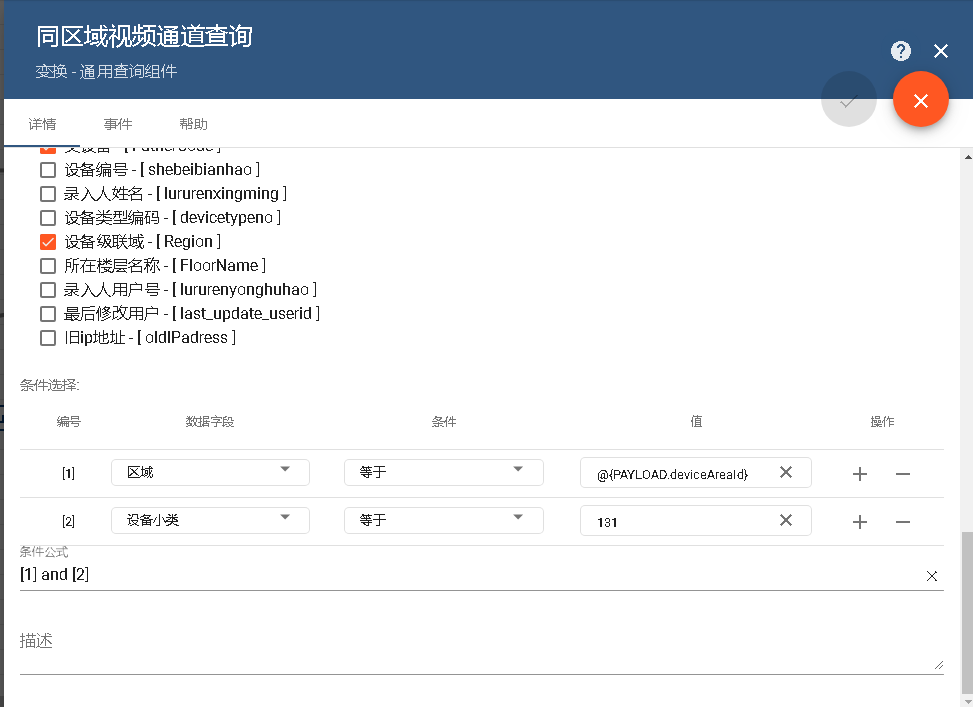 同区域视频通道查询
变换 - 通用查询组件
详情 事件 帮助
父设备 - [ FatherCode ]
设备编号 - [ shebeibianhao ]
录入人姓名 - [ lururenxingming ]
设备类型编码 - [ devicetypeno ]
设备级联域 - [ Region ]
所在楼层名称 - [ FloorName ]
录入人用户号 - [ lururenyonghuhao ]
最后修改用户 - [ last_update_userid ]
旧ip地址 - [ oldIPadress ]
条件选择:
编号 数据字段 条件 值 操作
[1] 区域 等于 @{PAYLOAD.deviceAreaId}
[2] 设备小类 等于 131
条件公式
[1] and [2]
描述